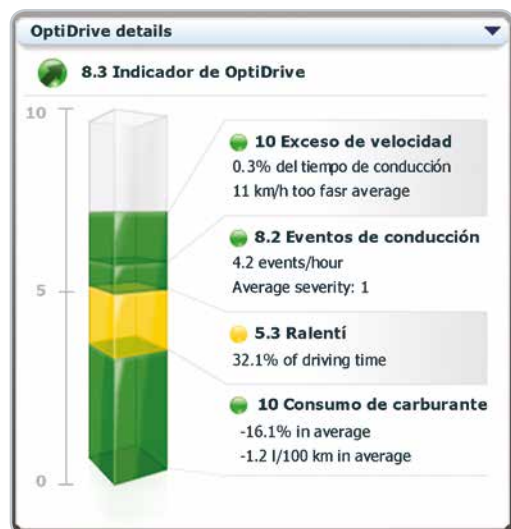 OptiDrive details
8.3 Indicador de OptiDrive
10
10 Exceso de velocidad
0.3% del tiempo de conducción
11 km/h too fasr average
8.2 Eventos de conducción
4.2 events/hour
Average severity: 1
5
5.3 Ralentí
32.1% of driving time
10 Consumo de carburante
-16.1% in average
-1.2 l/100 km in average
0